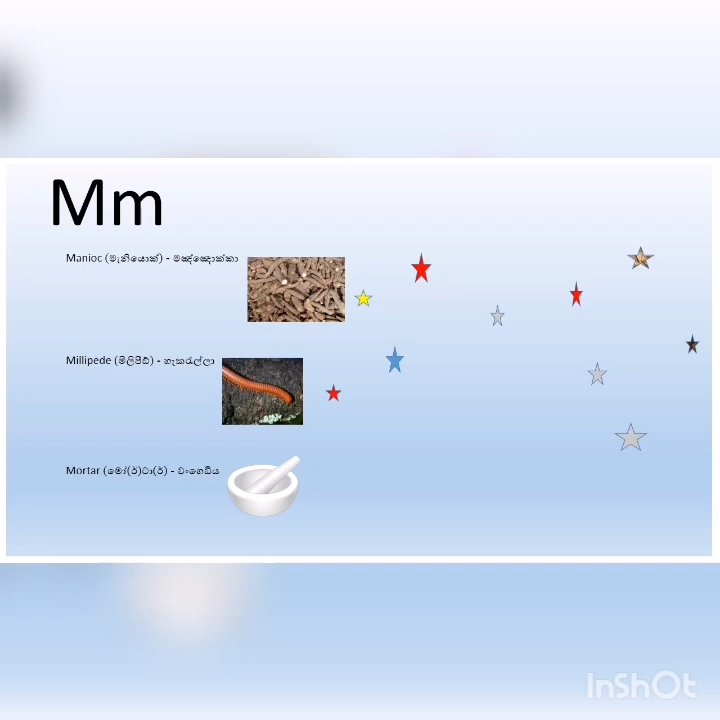 Mm
Manioc (මැනියොක්) - මඤ්ඤොක්කා
Millipede (මිලිපීඩ්) - හැකරැල්ලා
Mortar (මෝ(ර්)ටා(ර්) - වංගෙඩිය
InShOt